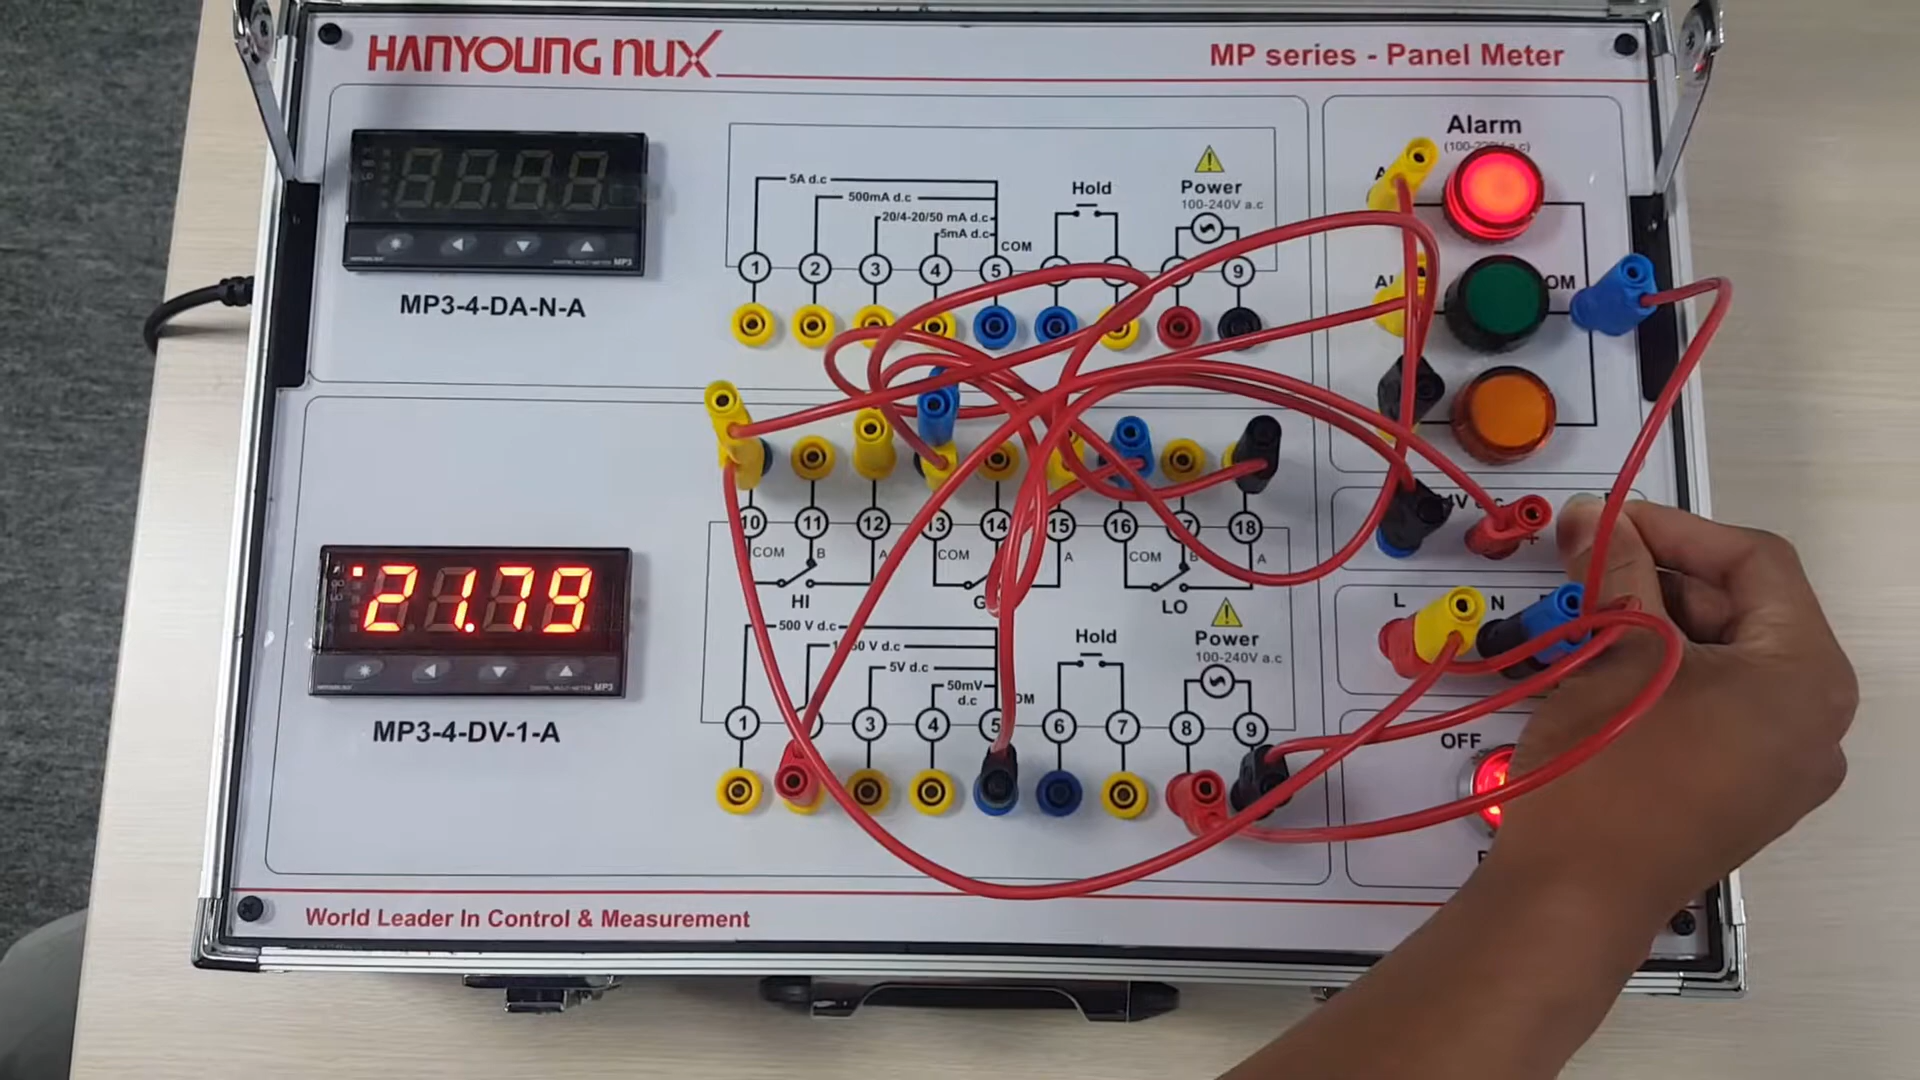 HANYOUNG nux
MP series - Panel Meter
Alarm
5A d.c
500mA d.c
20/4-20/50 mA d.c
5mA d.c
COM
Hold
Power
100-240V a.c
1 2 3 4 5 9
MP3
MP3-4-DA-N-A
10 11 12 13 14 15 16 18
COM B A COM A COM B A
HI
LO
21.79
MP3
MP3-4-DV-1-A
500 V d.c
5V d.c
50mV
d.c
Hold
Power
100-240V a.c
1 3 4 5 6 7 8 9
L N
+
OFF
World Leader In Control & Measurement